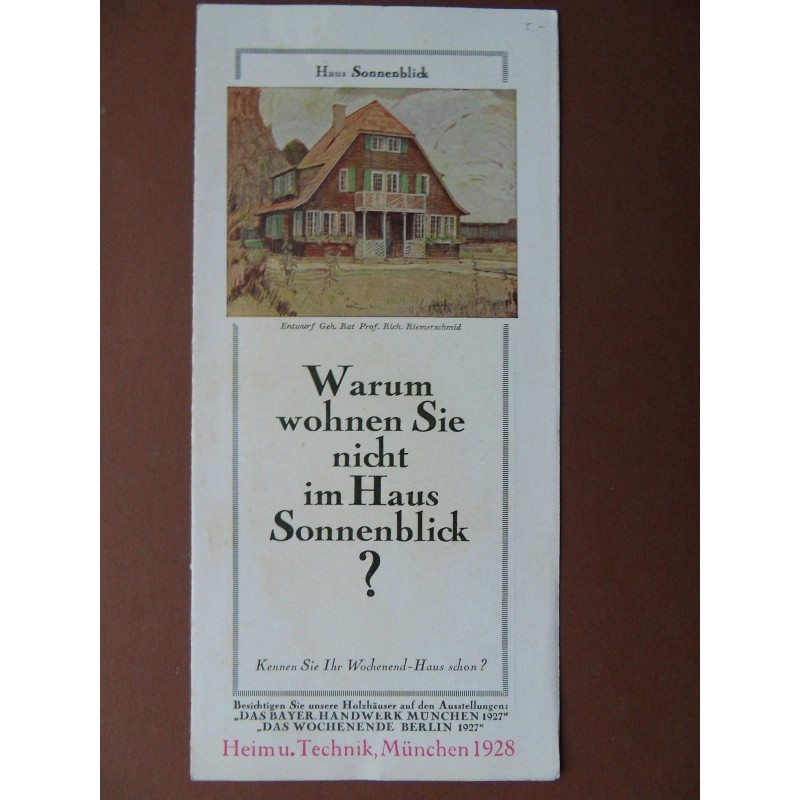 5.-
Haus Sonnenblick
Entwurf Geh. Rat Prof. Rich. Riemerschmid
Warum
wohnen Sie
nicht
im Haus
Sonnenblick
?
Kennen Sie Ihr Wochenend-Haus schon?
Besichtigen Sie unsere Holzhäuser auf den Ausstellungen:
„DAS BAYER. HANDWERK MÜNCHEN 1927“
„DAS WOCHENENDE BERLIN 1927“
Heim u. Technik, München 1928